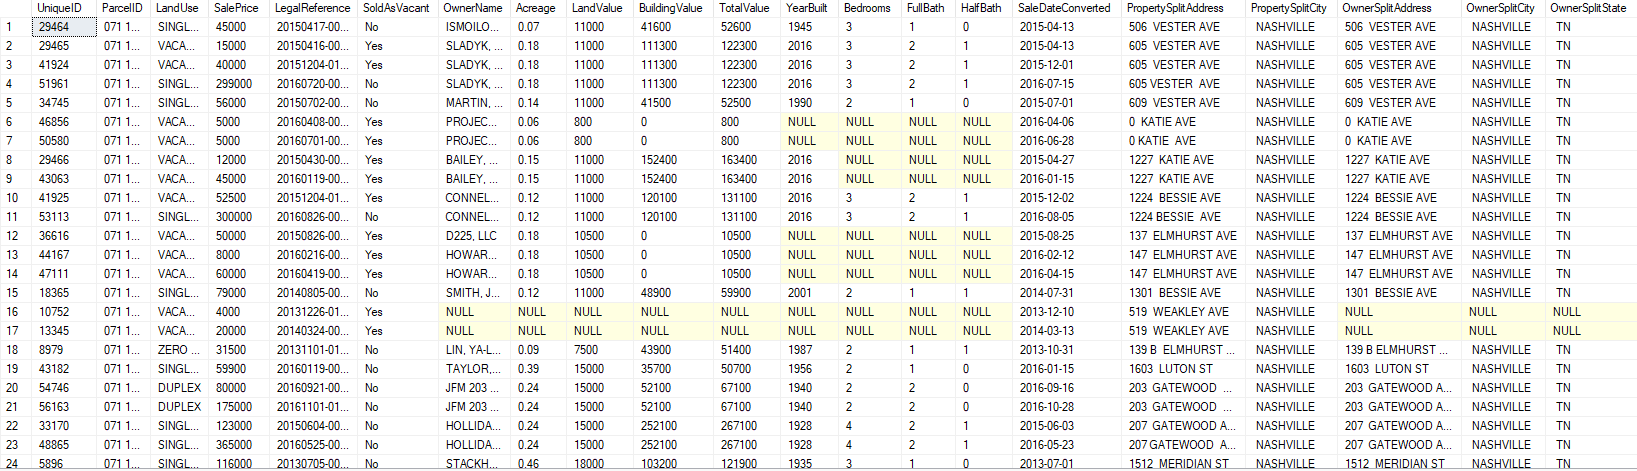 UniqueID ParcelID LandUse SalePrice LegalReference SoldAsVacant OwnerName Acreage LandValue BuildingValue TotalValue YearBuilt Bedrooms FullBath HalfBath SaleDateConverted PropertySplitAddress PropertySplitCity OwnerSplitAddress OwnerSplitCity OwnerSplitState
1 29464 071 1... SINGL... 45000 20150417-00... No ISMOILO... 0.07 11000 41600 52600 1945 3 1 0 2015-04-13 506 VESTER AVE NASHVILLE 506 VESTER AVE NASHVILLE TN
2 29465 071 1... VACA... 15000 20150416-00... Yes SLADYK, ... 0.18 11000 111300 122300 2016 3 2 1 2015-04-13 605 VESTER AVE NASHVILLE 605 VESTER AVE NASHVILLE TN
3 41924 071 1... VACA... 40000 20151204-01... Yes SLADYK, ... 0.18 11000 111300 122300 2016 3 2 1 2015-12-01 605 VESTER AVE NASHVILLE 605 VESTER AVE NASHVILLE TN
4 51961 071 1... SINGL... 299000 20160720-00... No SLADYK, ... 0.18 11000 111300 122300 2016 3 2 1 2016-07-15 605 VESTER AVE NASHVILLE 605 VESTER AVE NASHVILLE TN
5 34745 071 1... SINGL... 56000 20150702-00... No MARTIN, ... 0.14 11000 41500 52500 1990 2 1 0 2015-07-01 609 VESTER AVE NASHVILLE 609 VESTER AVE NASHVILLE TN
6 46856 071 1... VACA... 5000 20160408-00... Yes PROJEC... 0.06 800 0 800 NULL NULL NULL NULL 2016-04-06 0 KATIE AVE NASHVILLE 0 KATIE AVE NASHVILLE TN
7 50580 071 1... VACA... 5000 20160701-00... Yes PROJEC... 0.06 800 0 800 NULL NULL NULL NULL 2016-06-28 0 KATIE AVE NASHVILLE 0 KATIE AVE NASHVILLE TN
8 29466 071 1... VACA... 12000 20150430-00... Yes BAILEY, ... 0.15 11000 152400 163400 2016 NULL NULL NULL 2015-04-27 1227 KATIE AVE NASHVILLE 1227 KATIE AVE NASHVILLE TN
9 43063 071 1... VACA... 45000 20160119-00... Yes BAILEY, ... 0.15 11000 152400 163400 2016 NULL NULL NULL 2016-01-15 1227 KATIE AVE NASHVILLE 1227 KATIE AVE NASHVILLE TN
10 41925 071 1... VACA... 52500 20151204-01... Yes CONNEL... 0.12 11000 120100 131100 2016 3 2 1 2015-12-02 1224 BESSIE AVE NASHVILLE 1224 BESSIE AVE NASHVILLE TN
11 53113 071 1... SINGL... 300000 20160826-00... No CONNEL... 0.12 11000 120100 131100 2016 3 2 1 2016-08-05 1224 BESSIE AVE NASHVILLE 1224 BESSIE AVE NASHVILLE TN
12 36616 071 1... VACA... 50000 20150826-00... Yes D225, LLC 0.18 10500 0 10500 NULL NULL NULL NULL 2015-08-25 137 ELMHURST AVE NASHVILLE 137 ELMHURST AVE NASHVILLE TN
13 44167 071 1... VACA... 8000 20160216-00... Yes HOWAR... 0.18 10500 0 10500 NULL NULL NULL NULL 2016-02-12 147 ELMHURST AVE NASHVILLE 147 ELMHURST AVE NASHVILLE TN
14 47111 071 1... VACA... 60000 20160419-00... Yes HOWAR... 0.18 10500 0 10500 NULL NULL NULL NULL 2016-04-15 147 ELMHURST AVE NASHVILLE 147 ELMHURST AVE NASHVILLE TN
15 18365 071 1... SINGL... 79000 20140805-00... No SMITH, J... 0.12 11000 48900 59900 2001 2 1 1 2014-07-31 1301 BESSIE AVE NASHVILLE 1301 BESSIE AVE NASHVILLE TN
16 10752 071 1... VACA... 4000 20131226-01... Yes NULL NULL NULL NULL NULL NULL NULL NULL NULL 2013-12-10 519 WEAKLEY AVE NASHVILLE NULL NULL NULL
17 13345 071 1... VACA... 20000 20140324-00... Yes NULL NULL NULL NULL NULL NULL NULL NULL NULL 2014-03-13 519 WEAKLEY AVE NASHVILLE NULL NULL NULL
18 8979 071 1... ZERO ... 31500 20131101-01... No LIN, YA-L... 0.09 7500 43900 51400 1987 2 1 1 2013-10-31 139 B ELMHURST ... NASHVILLE 139 B ELMHURST ... NASHVILLE TN
19 43182 071 1... SINGL... 59900 20160119-00... No TAYLOR,... 0.39 15000 35700 50700 1956 2 1 0 2016-01-15 1603 LUTON ST NASHVILLE 1603 LUTON ST NASHVILLE TN
20 54746 071 1... DUPLEX 80000 20160921-00... No JFM 203 ... 0.24 15000 52100 67100 1940 2 2 0 2016-09-16 203 GATEWOOD ... NASHVILLE 203 GATEWOOD A... NASHVILLE TN
21 56163 071 1... DUPLEX 175000 20161101-01... No JFM 203 ... 0.24 15000 52100 67100 1940 2 2 0 2016-10-28 203 GATEWOOD ... NASHVILLE 203 GATEWOOD A... NASHVILLE TN
22 33170 071 1... SINGL... 123000 20150604-00... No HOLLIDA... 0.24 15000 252100 267100 1928 4 2 1 2015-06-03 207 GATEWOOD A... NASHVILLE 207 GATEWOOD A... NASHVILLE TN
23 48865 071 1... SINGL... 365000 20160525-00... No HOLLIDA... 0.24 15000 252100 267100 1928 4 2 1 2016-05-23 207 GATEWOOD A... NASHVILLE 207 GATEWOOD A... NASHVILLE TN
24 5896 071 1... SINGL... 116000 20130705-00... No STACKH... 0.46 18000 103200 121900 1935 3 1 0 2013-07-01 1512 MERIDIAN ST NASHVILLE 1512 MERIDIAN ST NASHVILLE TN